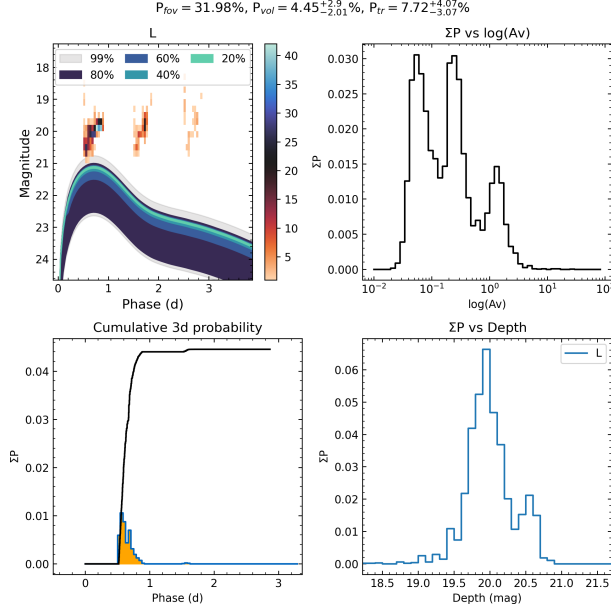 P_fov = 31.98%, P_vol = 4.45^{+2.9}_{-2.01}%, P_tr = 7.72^{+4.07}_{-3.07}%
L
99% 60% 20%
80% 40%
18
19
20
21
22
23
24
Magnitude
0 1 2 3
Phase (d)
40
35
30
25
20
15
10
5
ΣP vs log(Av)
0.030
0.025
0.020
0.015
0.010
0.005
0.000
ΣP
10^{-2} 10^{-1} 10^{0} 10^{1} 10^{2}
log(Av)
Cumulative 3d probability
0.04
0.03
0.02
0.01
0.00
ΣP
0 1 2 3
Phase (d)
ΣP vs Depth
L
0.06
0.05
0.04
0.03
0.02
0.01
0.00
ΣP
18.5 19.0 19.5 20.0 20.5 21.0 21.5
Depth (mag)